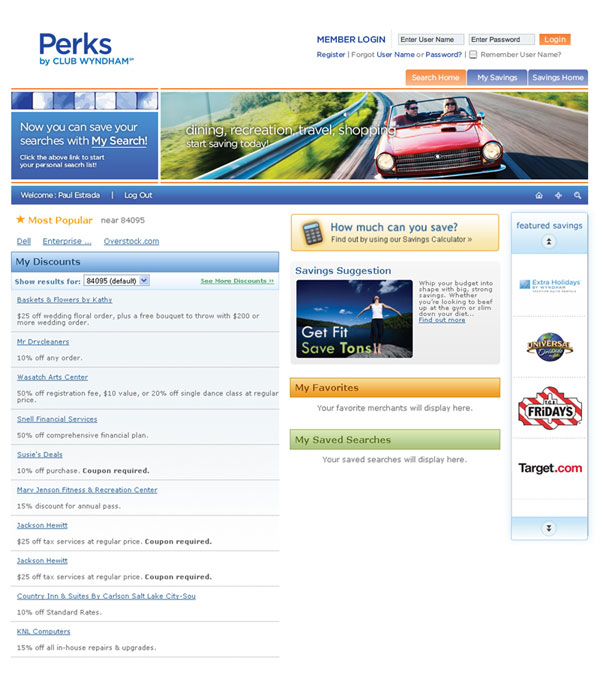 Perks
by CLUB WYNDHAM℠
MEMBER LOGIN
Enter User Name
Enter Password
Login
Register | Forgot User Name or Password? | Remember User Name?
Search Home
My Savings
Savings Home
Now you can save your
searches with My Search!
Click the above link to start
your personal seacrh list!
dining, recreation, travel, shopping
start saving today!
Welcome : Paul Estrada | Log Out
Most Popular near 84095
Dell Enterprise ... Overstock.com
My Discounts
Show results for: 84095 (default) See More Discounts ››
Baskets & Flowers by Kathy
$25 off wedding floral order, plus a free bouquet to throw with $200 or
more wedding order.
Mr Drycleaners
10% off any order.
Wasatch Arts Center
50% off registration fee, $10 value, or 20% off single dance class at regular
price.
Snell Financial Services
50% off comprehensive financial plan.
Susie's Deals
10% off purchase. Coupon required.
Marv Jenson Fitness & Recreation Center
15% discount for annual pass.
Jackson Hewitt
$25 off tax services at regular price. Coupon required.
Jackson Hewitt
$25 off tax services at regular price. Coupon required.
Country Inn & Suites By Carlson Salt Lake City-Sou
10% off Standard Rates.
KNL Computers
15% off all in-house repairs & upgrades.
How much can you save?
Find out by using our Savings Calculator »
Savings Suggestion
Get Fit
Save Tons!!
Whip your budget into
shape with big, strong
savings. Whether
you're looking to beef
up at the gym or slim
down your diet...
Find out more
My Favorites
Your favorite merchants will display here.
My Saved Searches
Your saved searches will display here.
featured savings
Extra Holidays
BY WYNDHAM
UNIVERSAL
Orlando
T.G.I.
FRiDAYS
Target.com